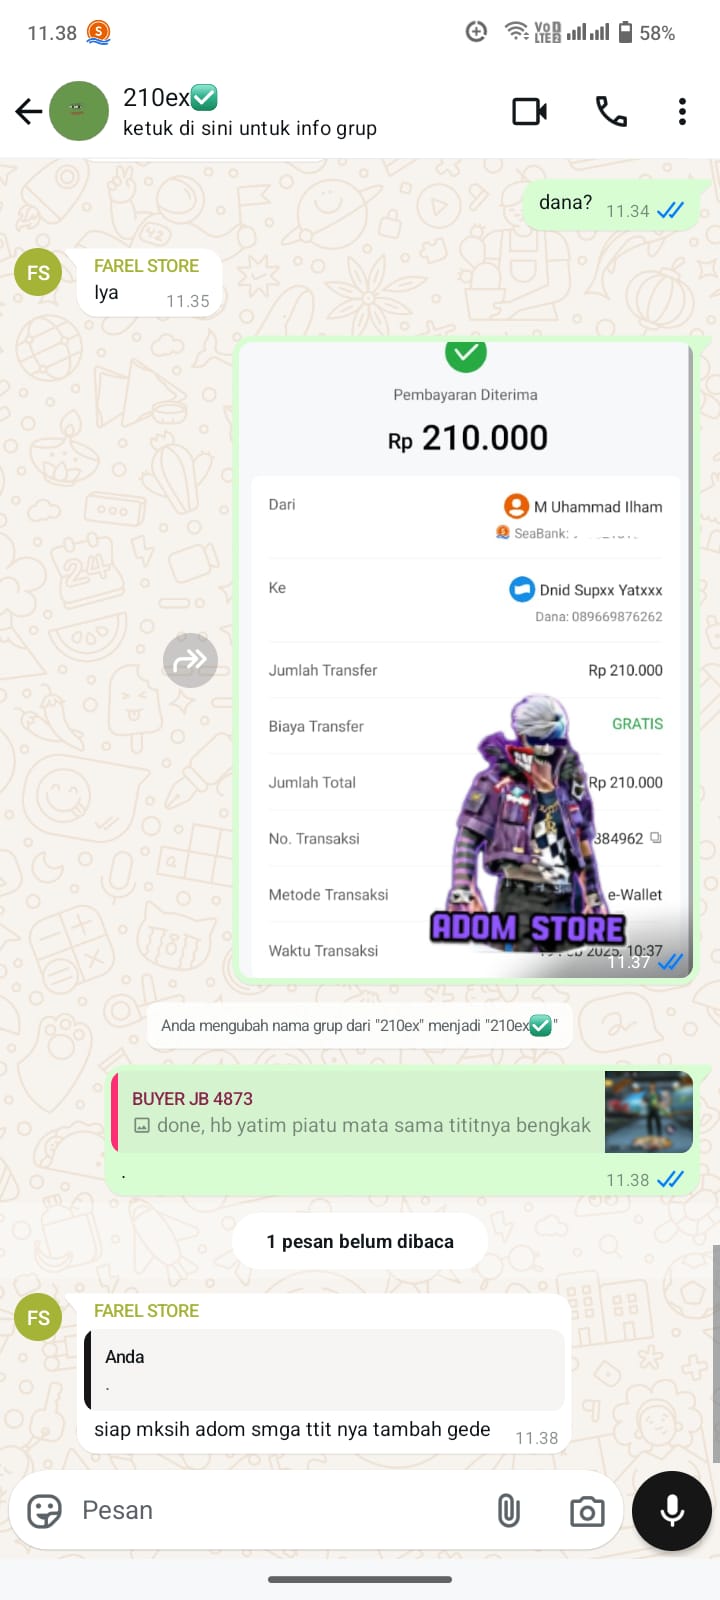 11.38
VoD
LTE2
58%
210ex✅
ketuk di sini untuk info grup
dana?
11.34
FS
FAREL STORE
Iya
11.35
Pembayaran Diterima
Rp 210.000
Dari
M Uhammad Ilham
SeaBank:
Ke
Dnid Supxx Yatxxx
Dana: 089669876262
Jumlah Transfer
Rp 210.000
Biaya Transfer
GRATIS
Jumlah Total
Rp 210.000
No. Transaksi
384962
Metode Transaksi
e-Wallet
ADOM STORE
Waktu Transaksi
2025, 10:37
11.37
Anda mengubah nama grup dari "210ex" menjadi "210ex✅"
BUYER JB 4873
done, hb yatim piatu mata sama tititnya bengkak
.
11.38
1 pesan belum dibaca
FS
FAREL STORE
Anda
.
siap mksih adom smga ttit nya tambah gede
11.38
Pesan